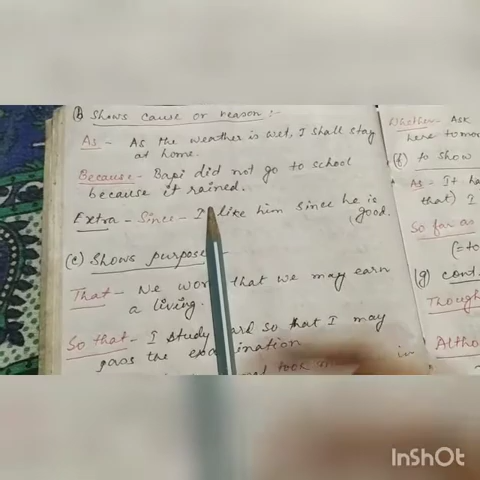 (b) Shows cause or reason :-
As - As the weather is wet, I shall stay
at home.
Because - Bapi did not go to school
because it rained.
Extra - Since - I like him since he is
good.
(c) Shows purpose -
That - We work that we may earn
a living.
So that - I study hard so that I may
pass the examination
took
in
Whether - Ask
here tomo
(f) to show
As - It ha
that) I
So far as
(= to
(g) cont
Though
Altho
InShOt